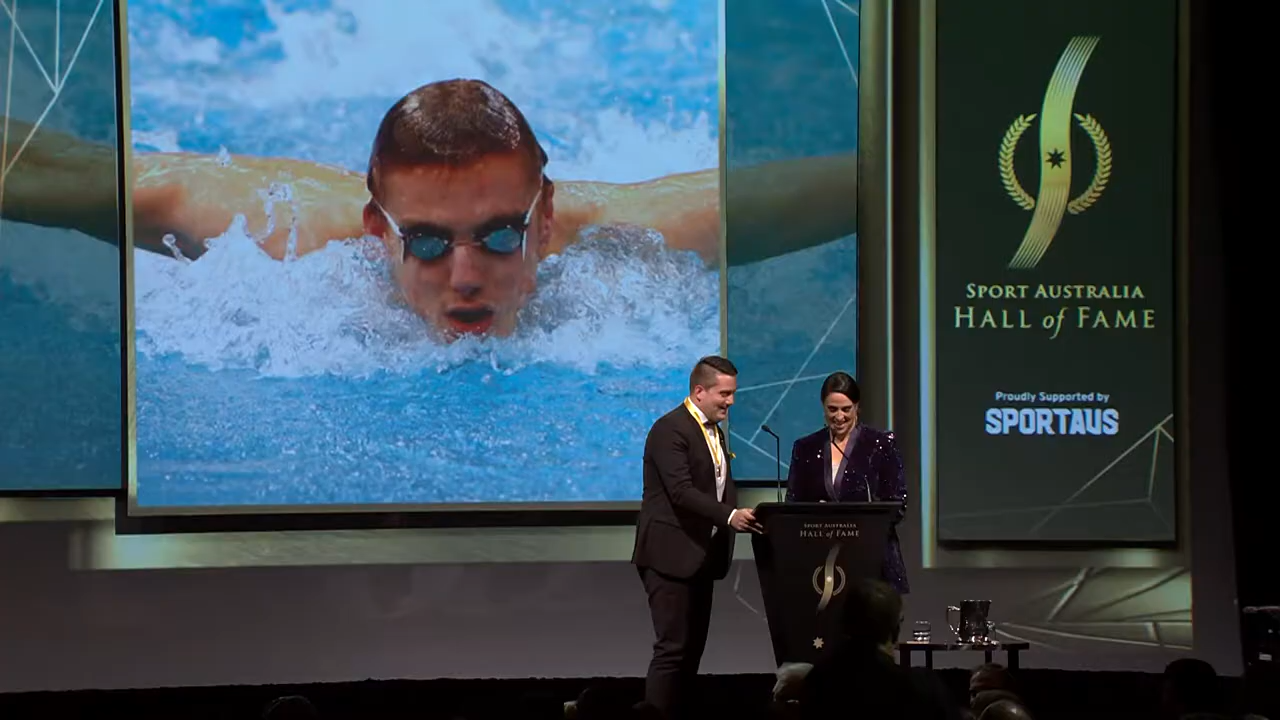 SPORT AUSTRALIA
HALL of FAME
Proudly Supported by
SPORTAUS
SPORT AUSTRALIA
HALL of FAME